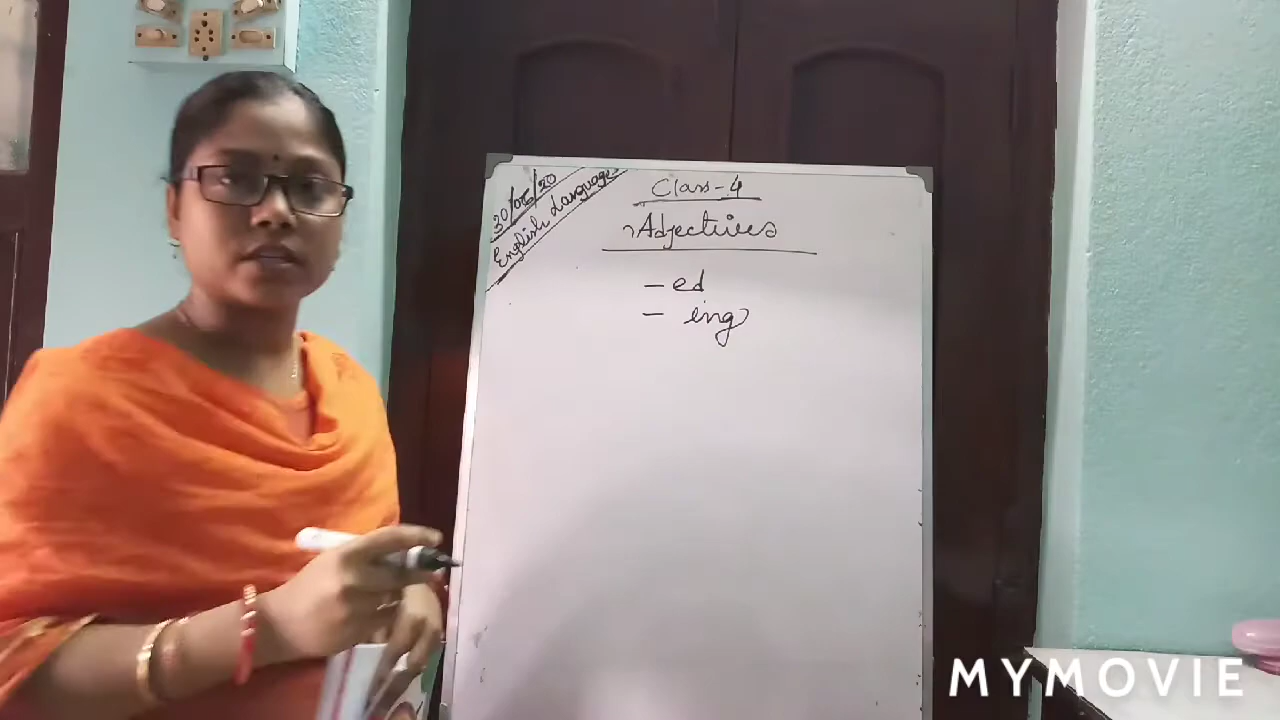 30/06/20
English Language
Class-4
Adjectives
- ed
- ing
MYMOVIE